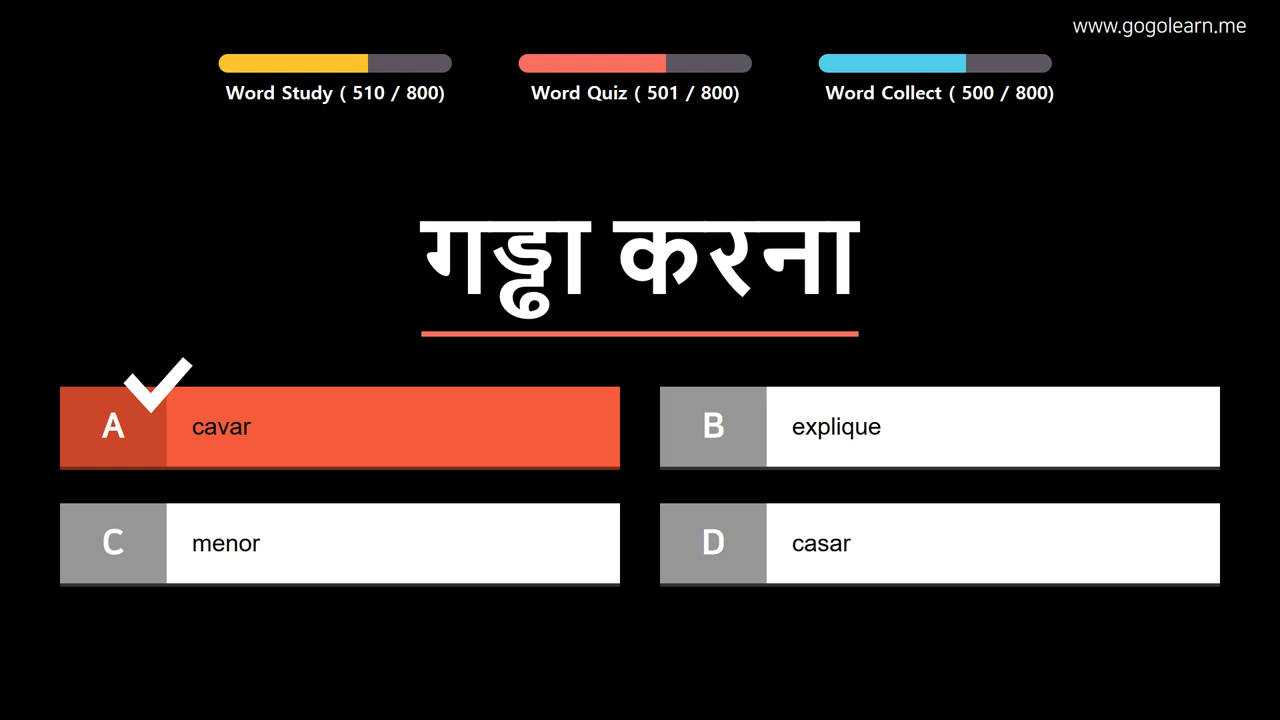 www.gogolearn.me
Word Study ( 510 / 800)
Word Quiz ( 501 / 800)
Word Collect ( 500 / 800)
गड्ढा करना
A cavar
B explique
C menor
D casar